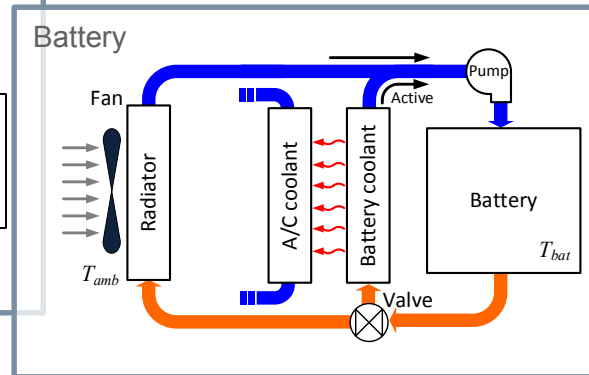 Battery
Pump
Fan
Active
Radiator
A/C coolant
Battery coolant
Battery
T_amb
T_bat
Valve